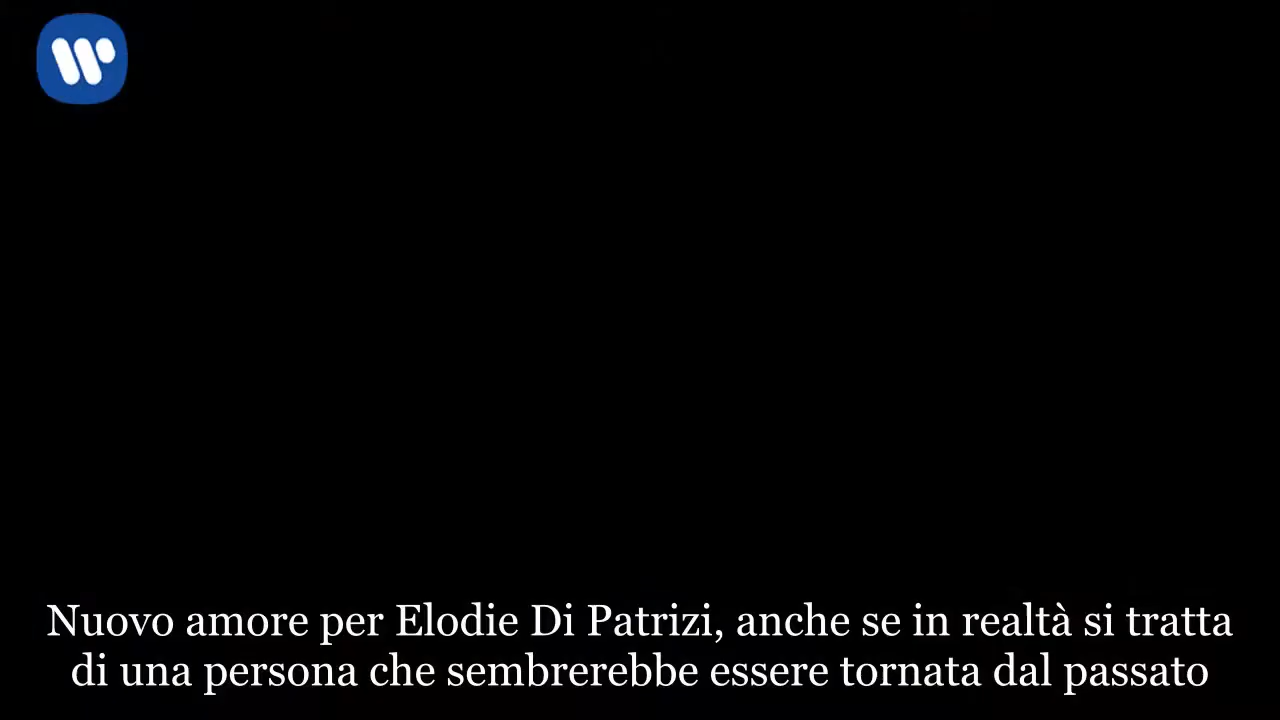 Nuovo amore per Elodie Di Patrizi, anche se in realtà si tratta
di una persona che sembrerebbe essere tornata dal passato